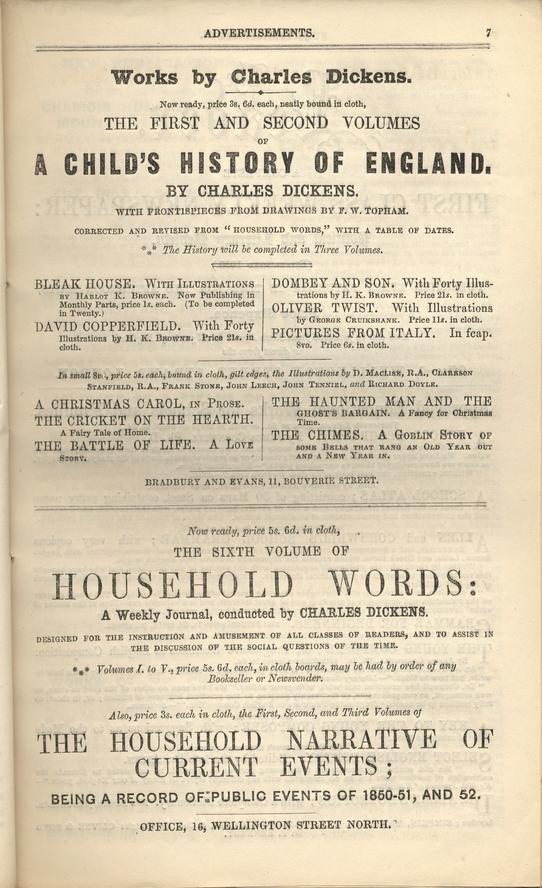 ADVERTISEMENTS. 7
Works by Charles Dickens.
Now ready, price 3s. 6d. each, neatly bound in cloth,
THE FIRST AND SECOND VOLUMES
OF
A CHILD'S HISTORY OF ENGLAND.
BY CHARLES DICKENS.
WITH FRONTISPIECES FROM DRAWINGS BY F. W. TOPHAM.
CORRECTED AND REVISED FROM "HOUSEHOLD WORDS," WITH A TABLE OF DATES.
*** The History will be completed in Three Volumes.
BLEAK HOUSE. With Illustrations
by Hablot K. Browne. Now Publishing in
Monthly Parts, price 1s. each. (To be completed
in Twenty.)
DAVID COPPERFIELD. With Forty
Illustrations by H. K. Browne. Price 21s. in
cloth.
DOMBEY AND SON. With Forty Illus-
trations by H. K. Browne. Price 21s. in cloth.
OLIVER TWIST. With Illustrations
by George Cruikshank. Price 11s. in cloth.
PICTURES FROM ITALY. In fcap.
8vo. Price 6s. in cloth.
In small 8vo, price 5s. each, bound in cloth, gilt edges, the Illustrations by D. Maclise, R.A., Clarkson
Stanfield, R.A., Frank Stone, John Leech, John Tenniel, and Richard Doyle.
A CHRISTMAS CAROL, in Prose.
THE CRICKET ON THE HEARTH.
A Fairy Tale of Home.
THE BATTLE OF LIFE. A Love
Story.
THE HAUNTED MAN AND THE
GHOST'S BARGAIN. A Fancy for Christmas
Time.
THE CHIMES. A Goblin Story of
some Bells that rang an Old Year out
and a New Year in.
BRADBURY AND EVANS, 11, BOUVERIE STREET.
Now ready, price 5s. 6d. in cloth,
THE SIXTH VOLUME OF
HOUSEHOLD WORDS:
A Weekly Journal, conducted by CHARLES DICKENS.
DESIGNED FOR THE INSTRUCTION AND AMUSEMENT OF ALL CLASSES OF READERS, AND TO ASSIST IN
THE DISCUSSION OF THE SOCIAL QUESTIONS OF THE TIME.
*** Volumes I. to V., price 5s. 6d. each, in cloth boards, may be had by order of any
Bookseller or Newsvender.
Also, price 3s. each in cloth, the First, Second, and Third Volumes of
THE HOUSEHOLD NARRATIVE OF
CURRENT EVENTS;
BEING A RECORD OF PUBLIC EVENTS OF 1850-51, AND 52.
OFFICE, 16, WELLINGTON STREET NORTH.